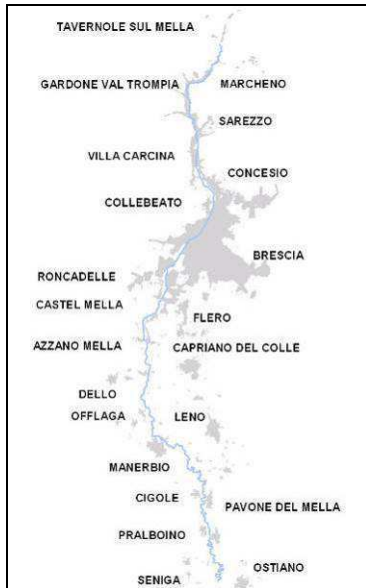 TAVERNOLE SUL MELLA
GARDONE VAL TROMPIA
MARCHENO
SAREZZO
VILLA CARCINA
CONCESIO
COLLEBEATO
BRESCIA
RONCADELLE
CASTEL MELLA
FLERO
AZZANO MELLA
CAPRIANO DEL COLLE
DELLO
OFFLAGA
LENO
MANERBIO
CIGOLE
PAVONE DEL MELLA
PRALBOINO
OSTIANO
SENIGA